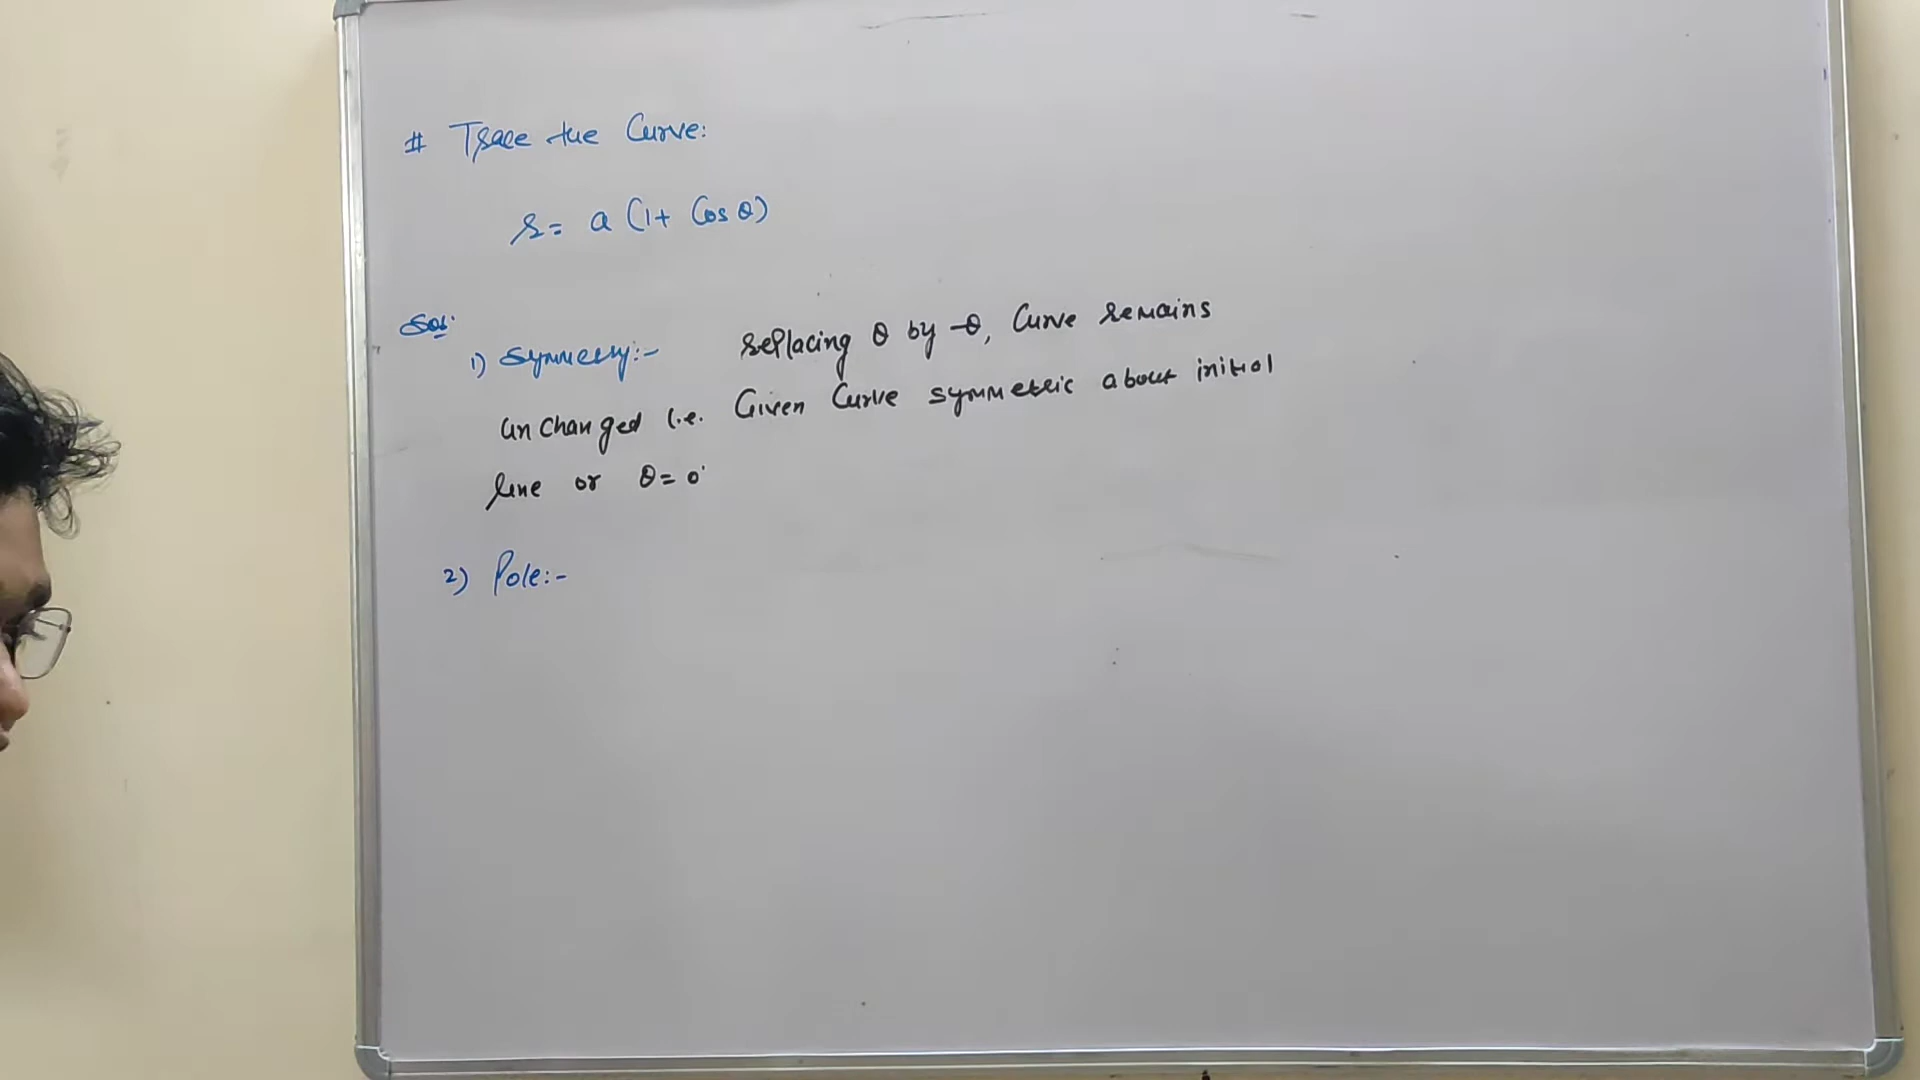 # Trace the Curve:
r = a (1 + Cos θ)
Sol.
1) Symmetry:- replacing θ by -θ, Curve remains
unchanged i.e. Given Curve symmetric about initial
line or θ = 0
2) Pole:-